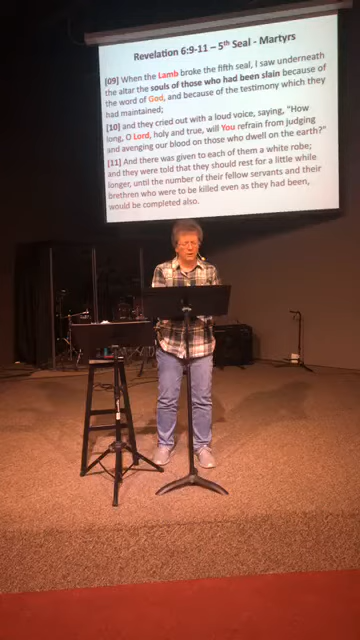 Revelation 6:9-11 – 5th Seal - Martyrs
[09] When the Lamb broke the fifth seal, I saw underneath
the altar the souls of those who had been slain because of
the word of God, and because of the testimony which they
had maintained;
[10] and they cried out with a loud voice, saying, "How
long, O Lord, holy and true, will You refrain from judging
and avenging our blood on those who dwell on the earth?"
[11] And there was given to each of them a white robe;
and they were told that they should rest for a little while
longer, until the number of their fellow servants and their
brethren who were to be killed even as they had been,
would be completed also.